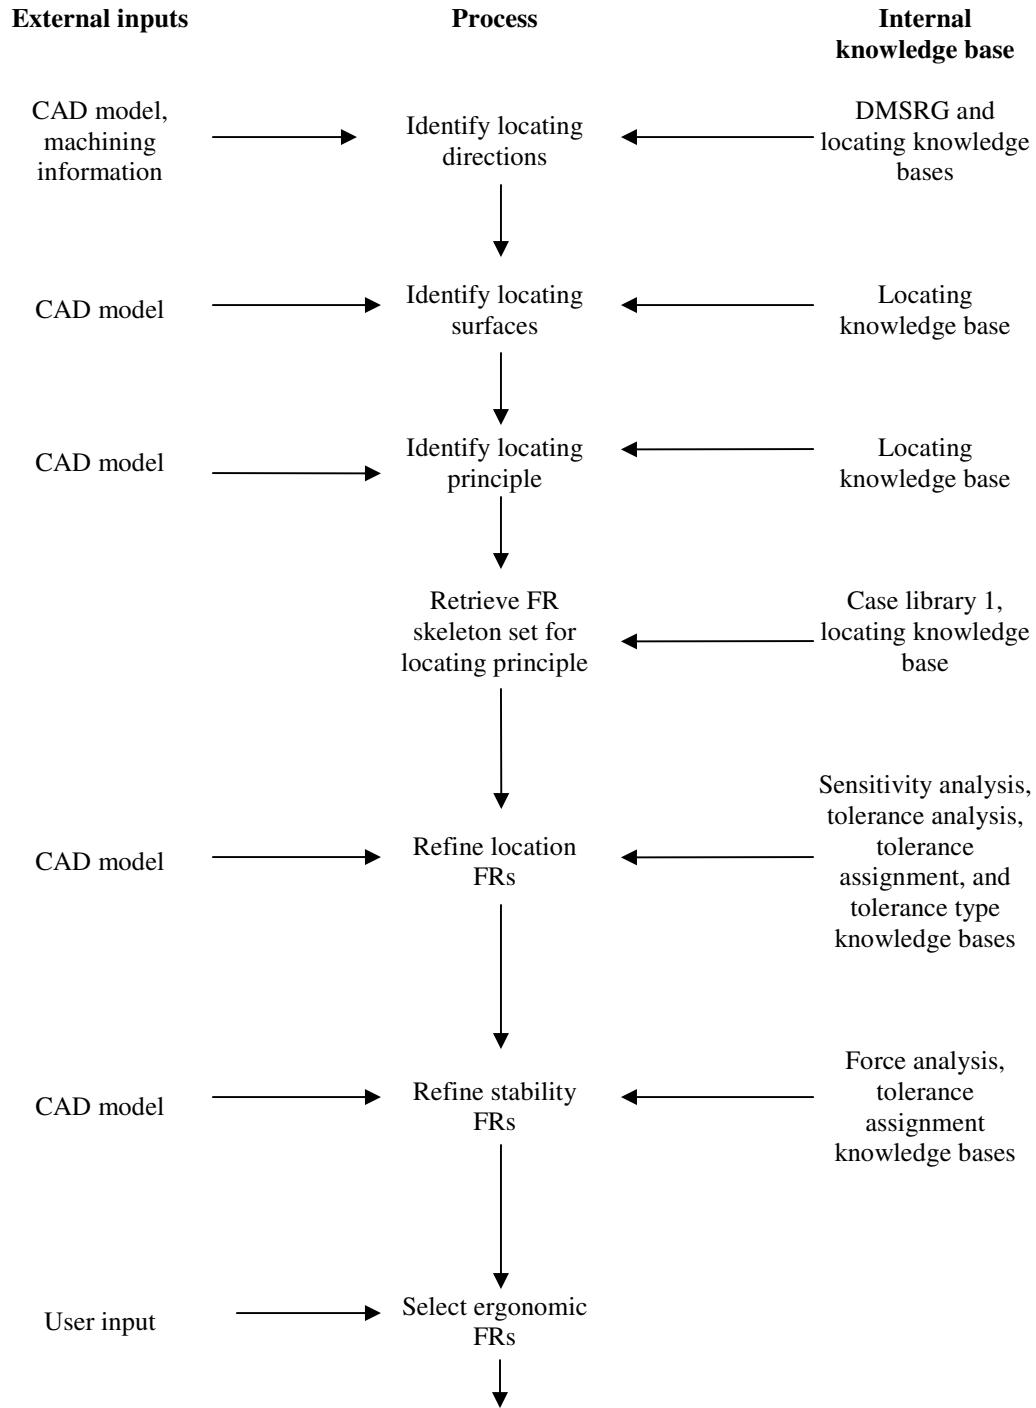 External inputs
Process
Internal
knowledge base
CAD model,
machining
information
Identify locating
directions
DMSRG and
locating knowledge
bases
CAD model
Identify locating
surfaces
Locating
knowledge base
CAD model
Identify locating
principle
Locating
knowledge base
Retrieve FR
skeleton set for
locating principle
Case library 1,
locating knowledge
base
CAD model
Refine location
FRs
Sensitivity analysis,
tolerance analysis,
tolerance
assignment, and
tolerance type
knowledge bases
CAD model
Refine stability
FRs
Force analysis,
tolerance
assignment
knowledge bases
User input
Select ergonomic
FRs